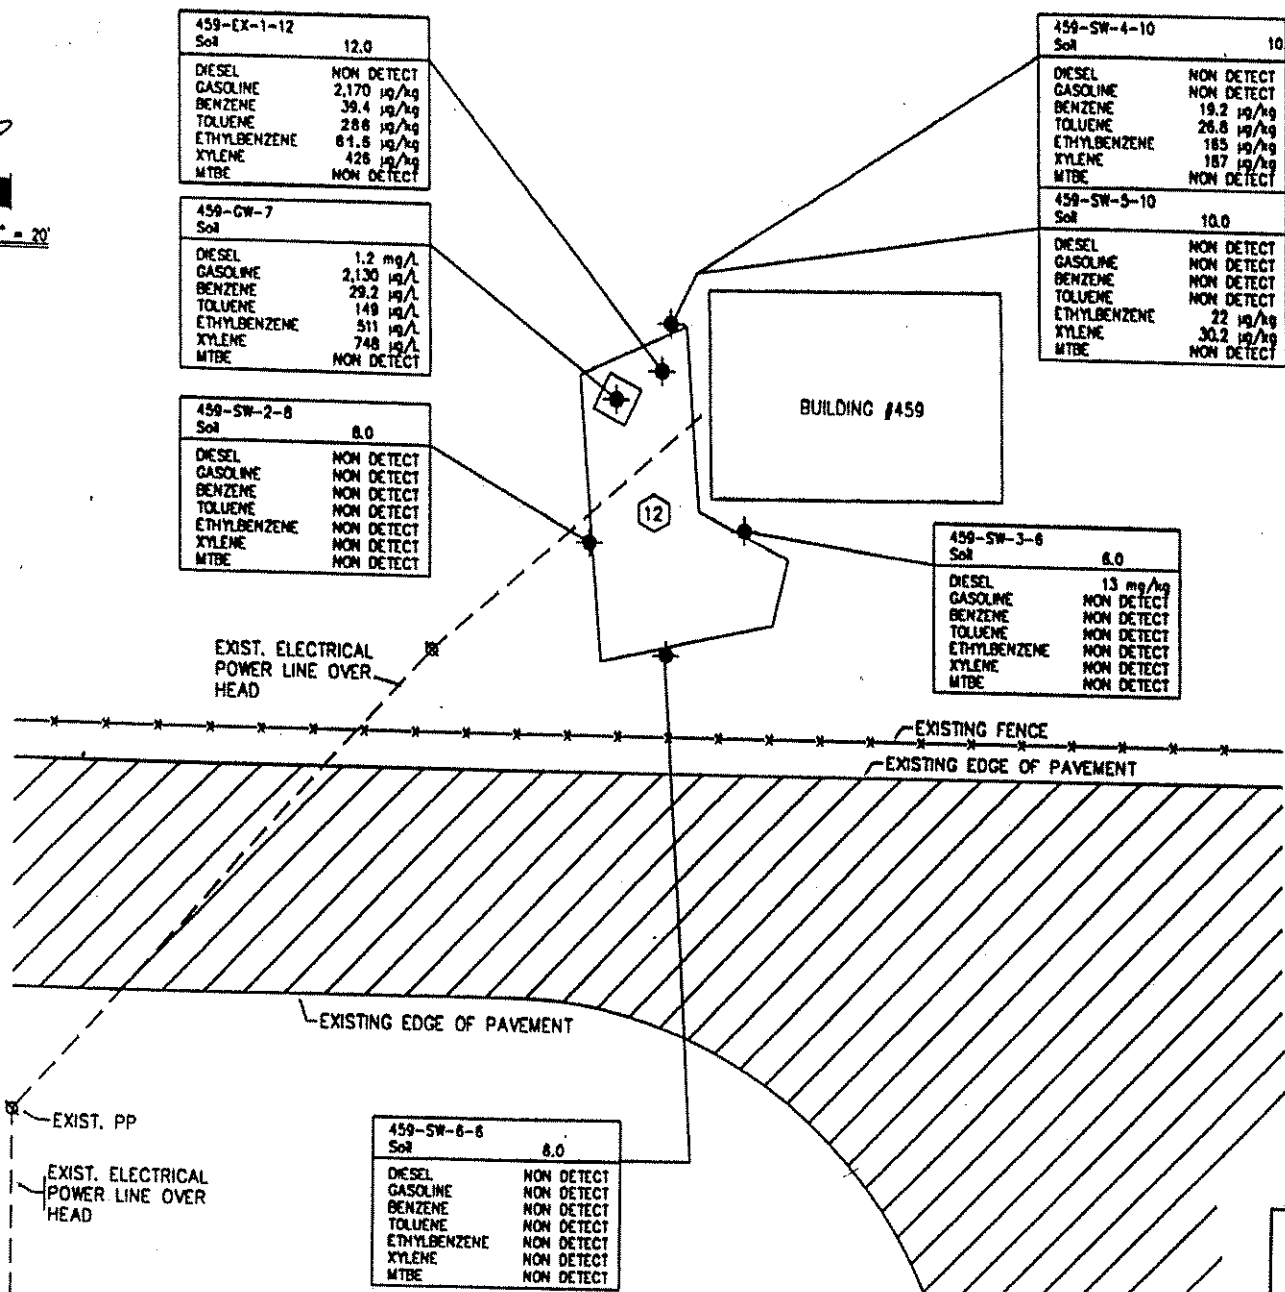 459-EX-1-12
Soil 12.0
DIESEL NON DETECT
GASOLINE 2,170 µg/kg
BENZENE 39.4 µg/kg
TOLUENE 286 µg/kg
ETHYLBENZENE 61.5 µg/kg
XYLENE 426 µg/kg
MTBE NON DETECT
459-GW-7
Soil
DIESEL 1.2 mg/L
GASOLINE 2,130 µg/L
BENZENE 29.2 µg/L
TOLUENE 149 µg/L
ETHYLBENZENE 511 µg/L
XYLENE 748 µg/L
MTBE NON DETECT
459-SW-2-8
Soil 8.0
DIESEL NON DETECT
GASOLINE NON DETECT
BENZENE NON DETECT
TOLUENE NON DETECT
ETHYLBENZENE NON DETECT
XYLENE NON DETECT
MTBE NON DETECT
459-SW-4-10
Soil 10
DIESEL NON DETECT
GASOLINE NON DETECT
BENZENE 19.2 µg/kg
TOLUENE 26.8 µg/kg
ETHYLBENZENE 165 µg/kg
XYLENE 187 µg/kg
MTBE NON DETECT
459-SW-5-10
Soil 10.0
DIESEL NON DETECT
GASOLINE NON DETECT
BENZENE NON DETECT
TOLUENE NON DETECT
ETHYLBENZENE 22 µg/kg
XYLENE 30.2 µg/kg
MTBE NON DETECT
" = 20'
BUILDING #459
12
459-SW-3-6
Soil 6.0
DIESEL 13 mg/kg
GASOLINE NON DETECT
BENZENE NON DETECT
TOLUENE NON DETECT
ETHYLBENZENE NON DETECT
XYLENE NON DETECT
MTBE NON DETECT
EXIST. ELECTRICAL
POWER LINE OVER
HEAD
EXISTING FENCE
EXISTING EDGE OF PAVEMENT
EXISTING EDGE OF PAVEMENT
EXIST. PP
EXIST. ELECTRICAL
POWER LINE OVER
HEAD
459-SW-6-6
Soil 8.0
DIESEL NON DETECT
GASOLINE NON DETECT
BENZENE NON DETECT
TOLUENE NON DETECT
ETHYLBENZENE NON DETECT
XYLENE NON DETECT
MTBE NON DETECT